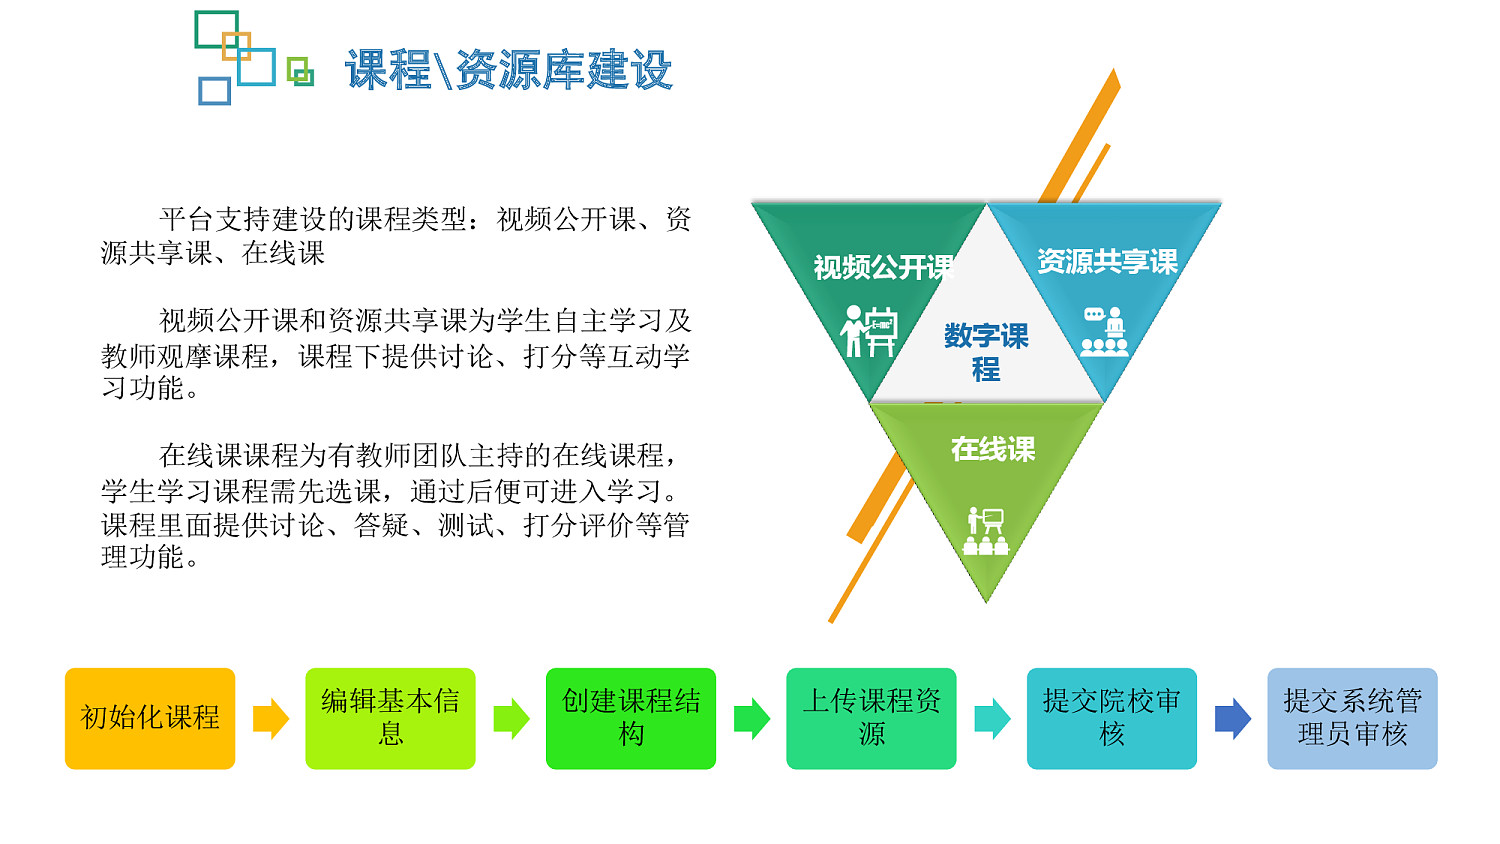 课程\资源库建设
平台支持建设的课程类型：视频公开课、资
源共享课、在线课
视频公开课和资源共享课为学生自主学习及
教师观摩课程，课程下提供讨论、打分等互动学
习功能。
在线课课程为有教师团队主持的在线课程，
学生学习课程需先选课，通过后便可进入学习。
课程里面提供讨论、答疑、测试、打分评价等管
理功能。
视频公开课
资源共享课
E=mc²
数字课
程
在线课
初始化课程
编辑基本信
息
创建课程结
构
上传课程资
源
提交院校审
核
提交系统管
理员审核